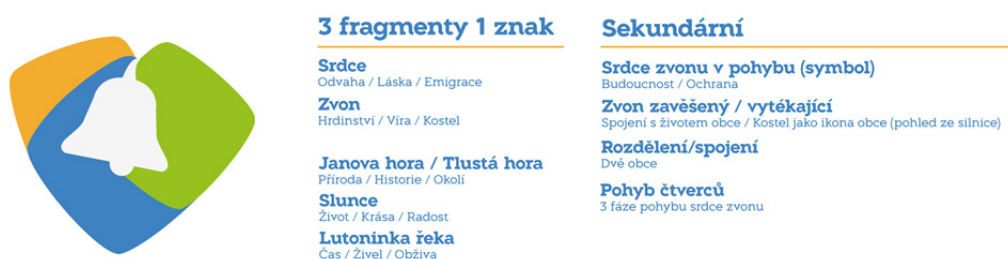 3 fragmenty 1 znak
Srdce
Odvaha / Láska / Emigrace
Zvon
Hrdinství / Víra / Kostel
Janova hora / Tlustá hora
Příroda / Historie / Okolí
Slunce
Život / Krása / Radost
Lutoninka řeka
Čas / Živel / Obživa
Sekundární
Srdce zvonu v pohybu (symbol)
Budoucnost / Ochrana
Zvon zavěšený / vytékající
Spojení s životem obce / Kostel jako ikona obce (pohled ze silnice)
Rozdělení/spojení
Dvě obce
Pohyb čtverců
3 fáze pohybu srdce zvonu